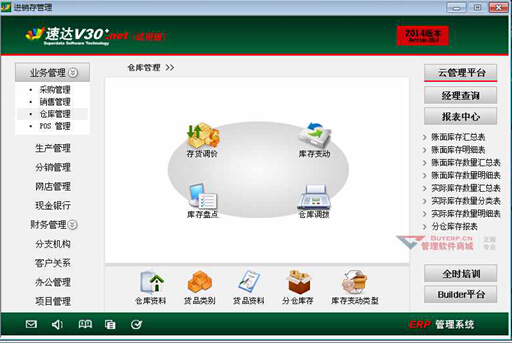 进销存管理
速达V30+.net (试用版)
Superdata Software Technology
2014版本
业务管理
• 采购管理
• 销售管理
• 仓库管理
• POS 管理
生产管理
分销管理
网店管理
现金银行
财务管理
分支机构
客户关系
办公管理
项目管理
仓库管理 >>
存货调价
库存变动
库存盘点
仓库调拨
仓库资料
货品类别
货品资料
分仓库存
库存变动类型
云管理平台
经理查询
报表中心
账面库存汇总表
账面库存明细表
账面库存数量汇总表
账面库存数量明细表
实际库存数量汇总表
实际库存数量分类表
实际库存数量明细表
分仓库存报表
BUYERP.CN
管理软件商城
正版
专业
全时培训
Builder平台
ERP 管理系统